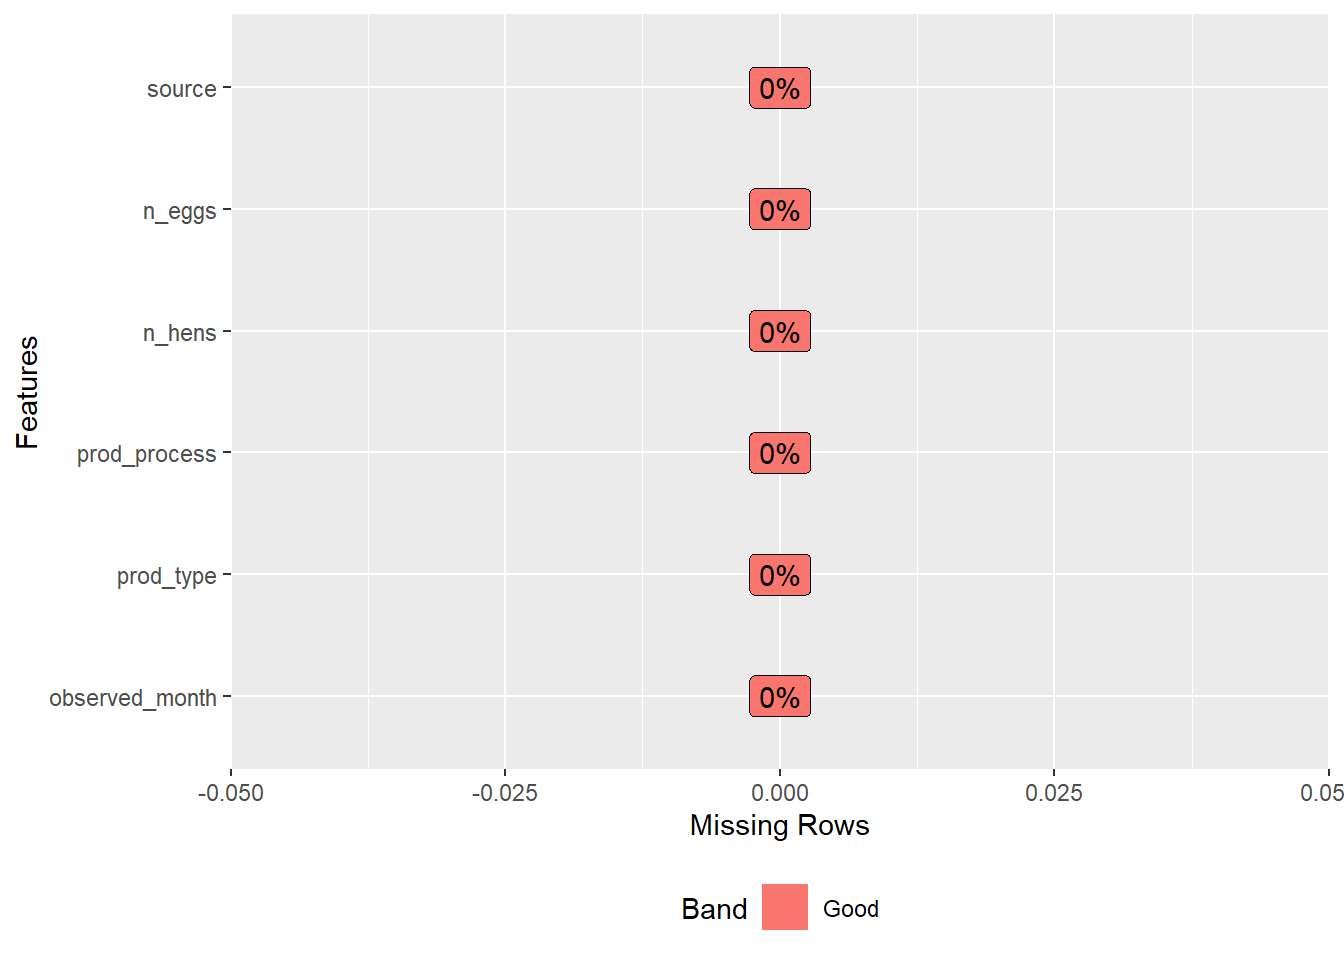 source
0%
n_eggs
0%
n_hens
0%
Features
prod_process
0%
prod_type
0%
observed_month
0%
-0.050 -0.025 0.000 0.025 0.05
Missing Rows
Band Good